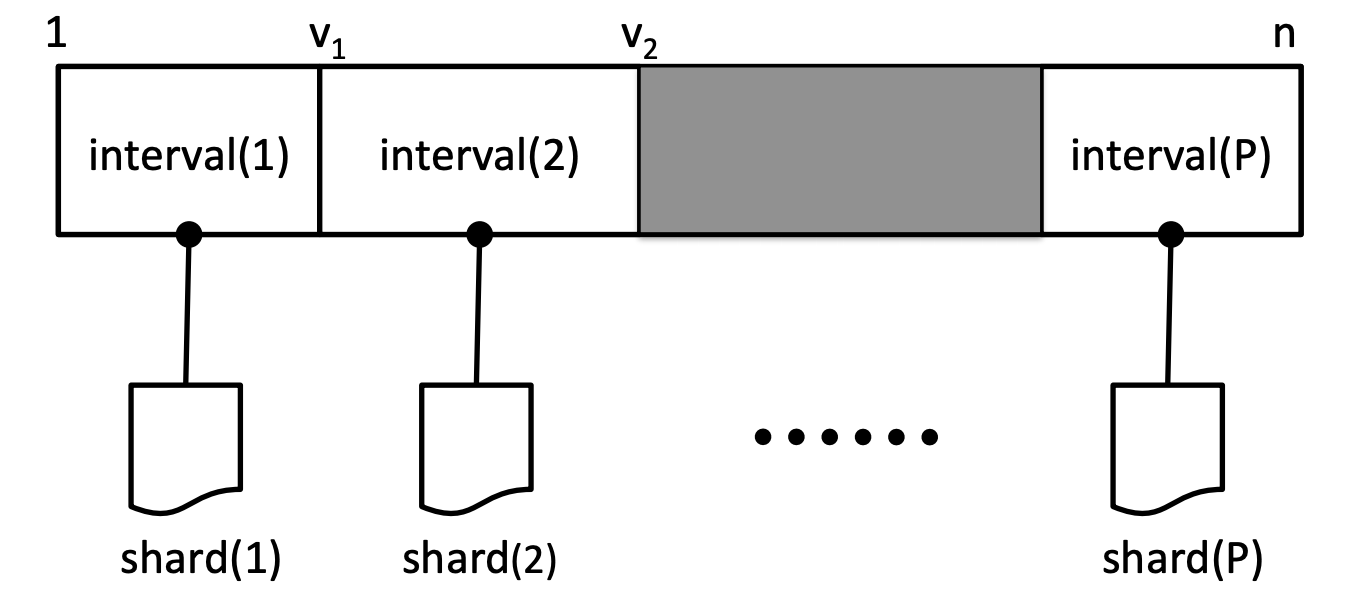 1 v₁ v₂ n
interval(1) interval(2) interval(P)
shard(1) shard(2) shard(P)